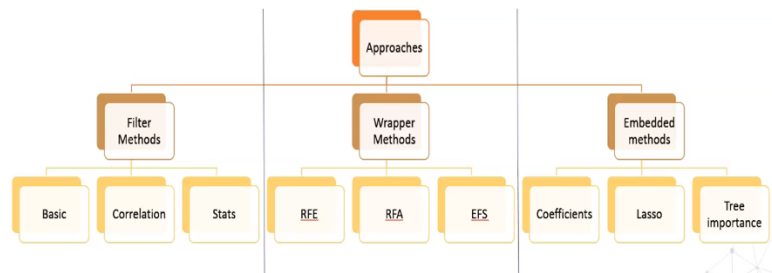 Approaches
Filter
Methods
Wrapper
Methods
Embedded
methods
Basic
Correlation
Stats
RFE
RFA
EFS
Coefficients
Lasso
Tree
importance